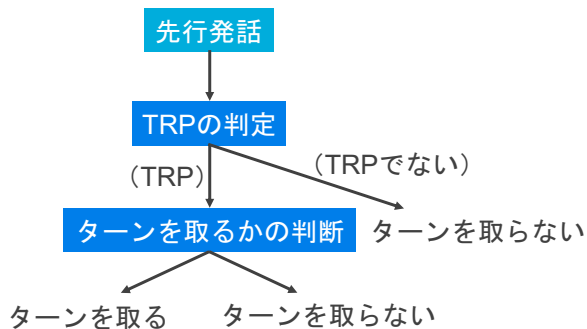 先行発話
TRPの判定
（TRP）
（TRPでない）
ターンを取るかの判断
ターンを取らない
ターンを取る
ターンを取らない